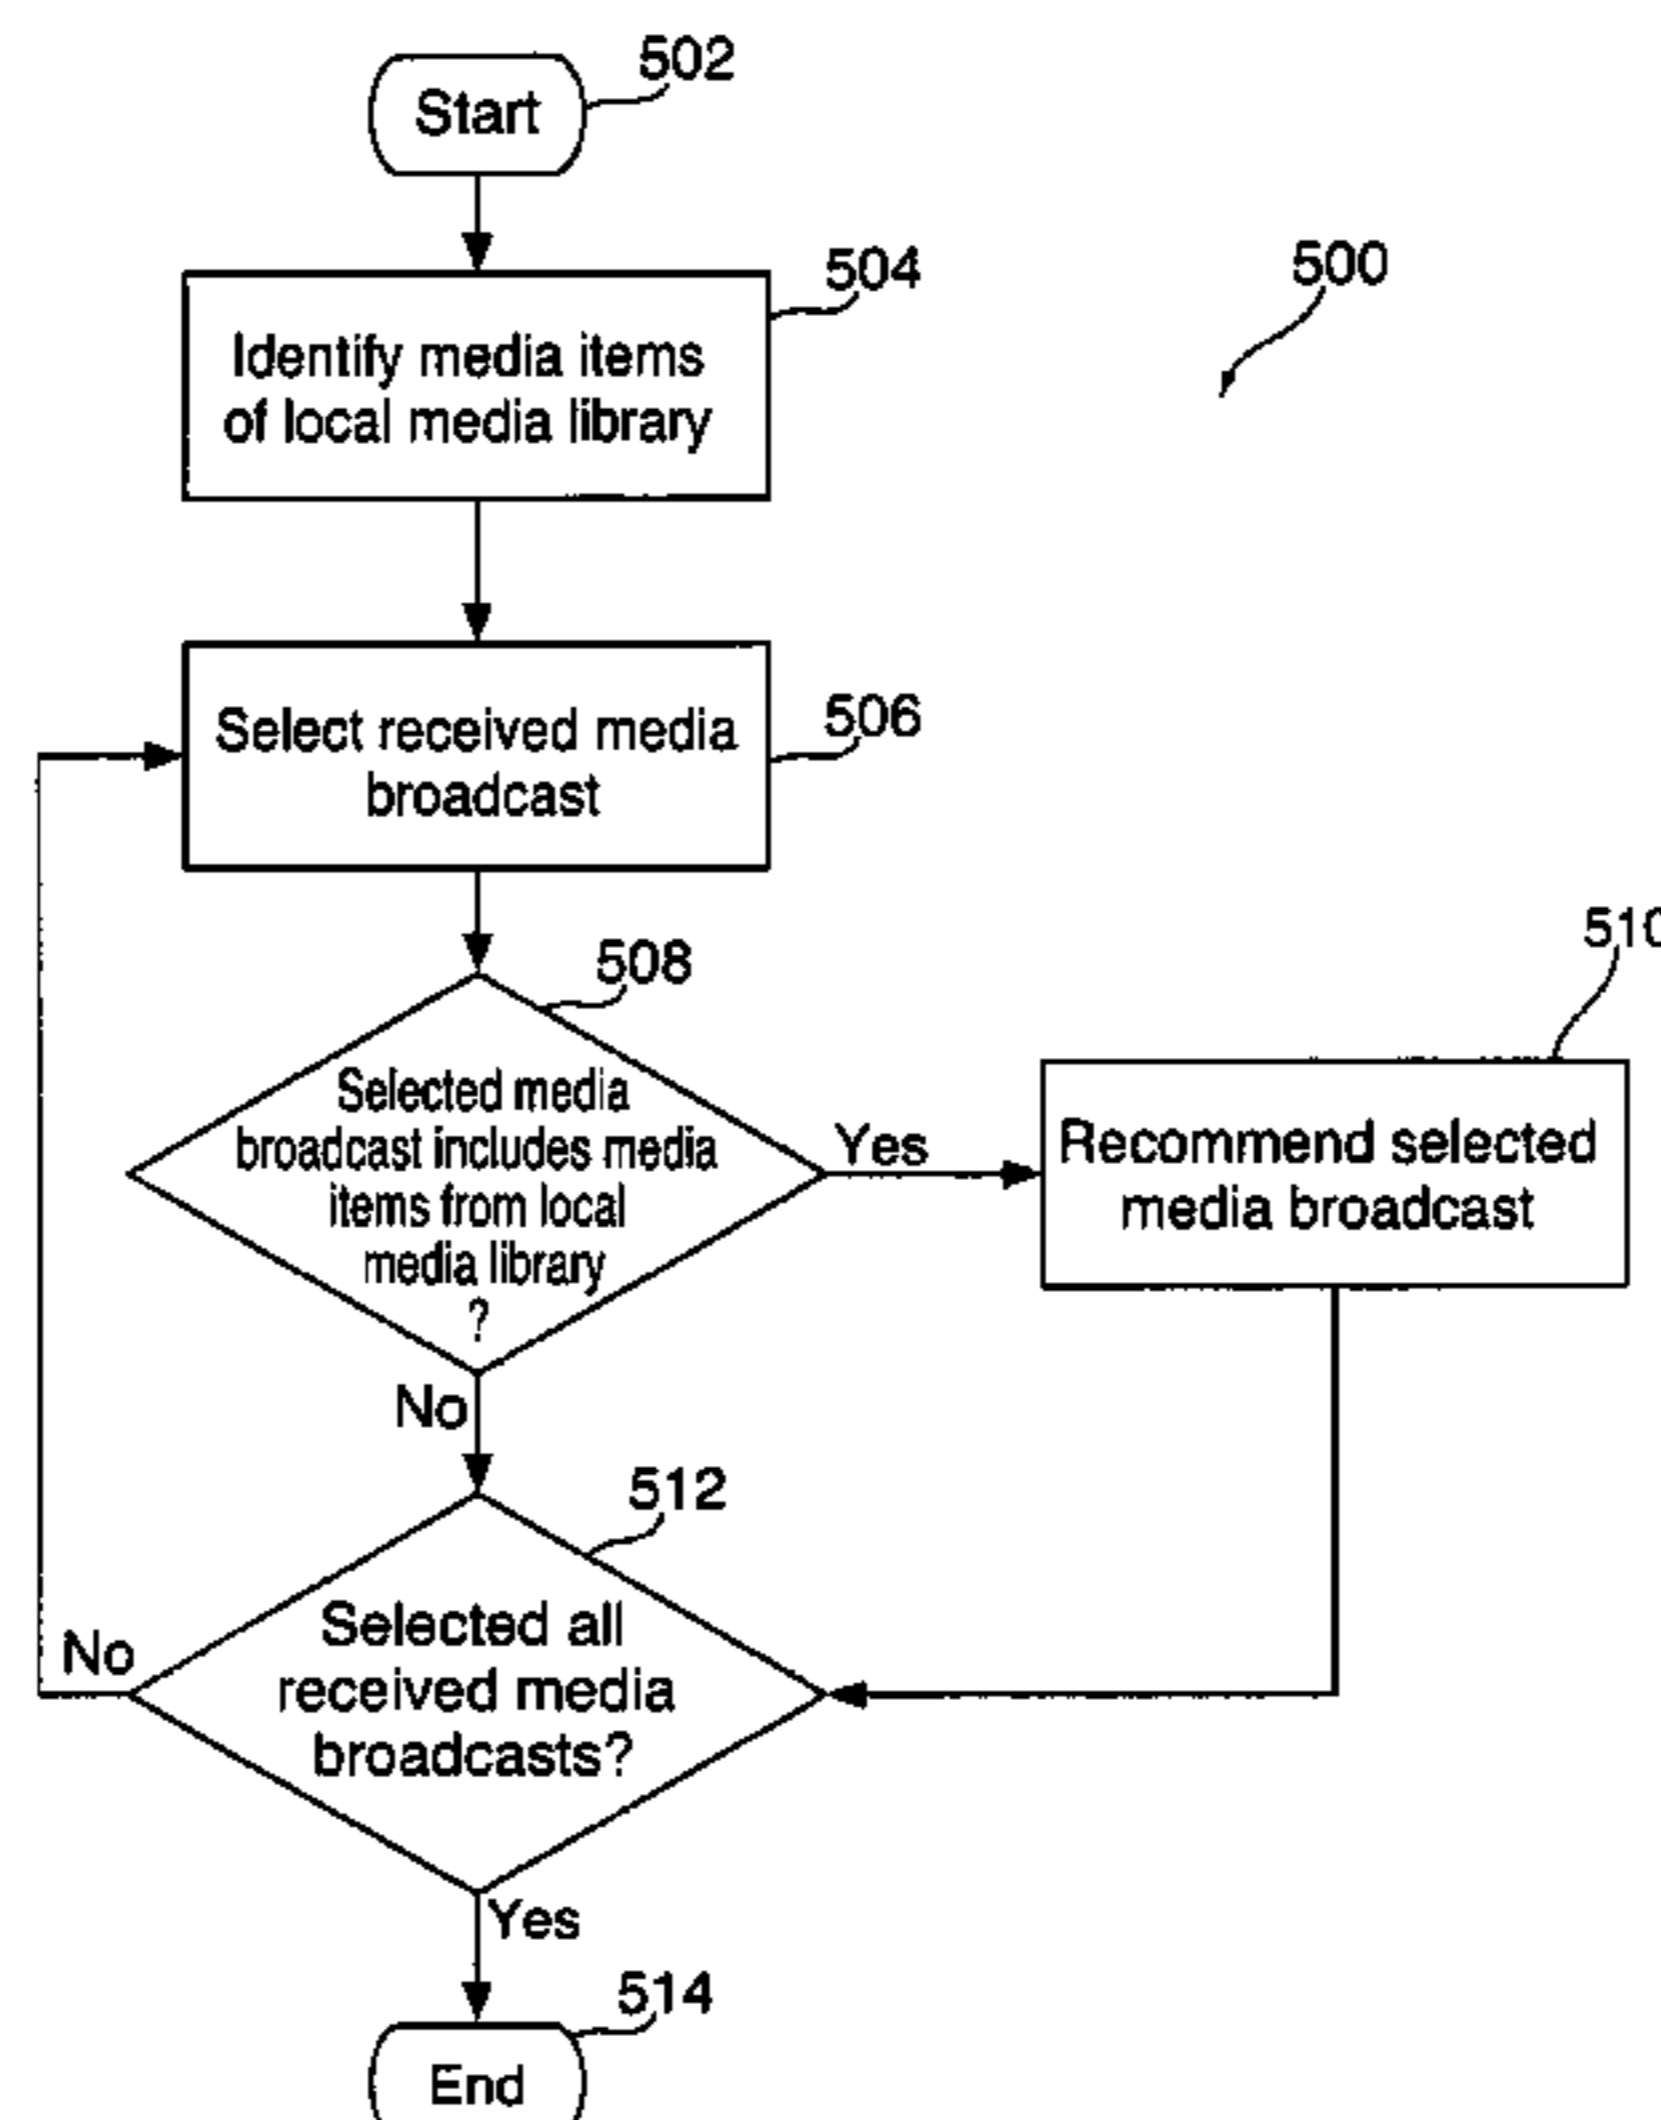 502
Start
504
500
Identify media items
of local media library
506
Select received media
broadcast
508
510
Selected media
broadcast includes media
items from local
media library
?
Yes
Recommend selected
media broadcast
No
512
Selected all
received media
broadcasts?
No
Yes
514
End